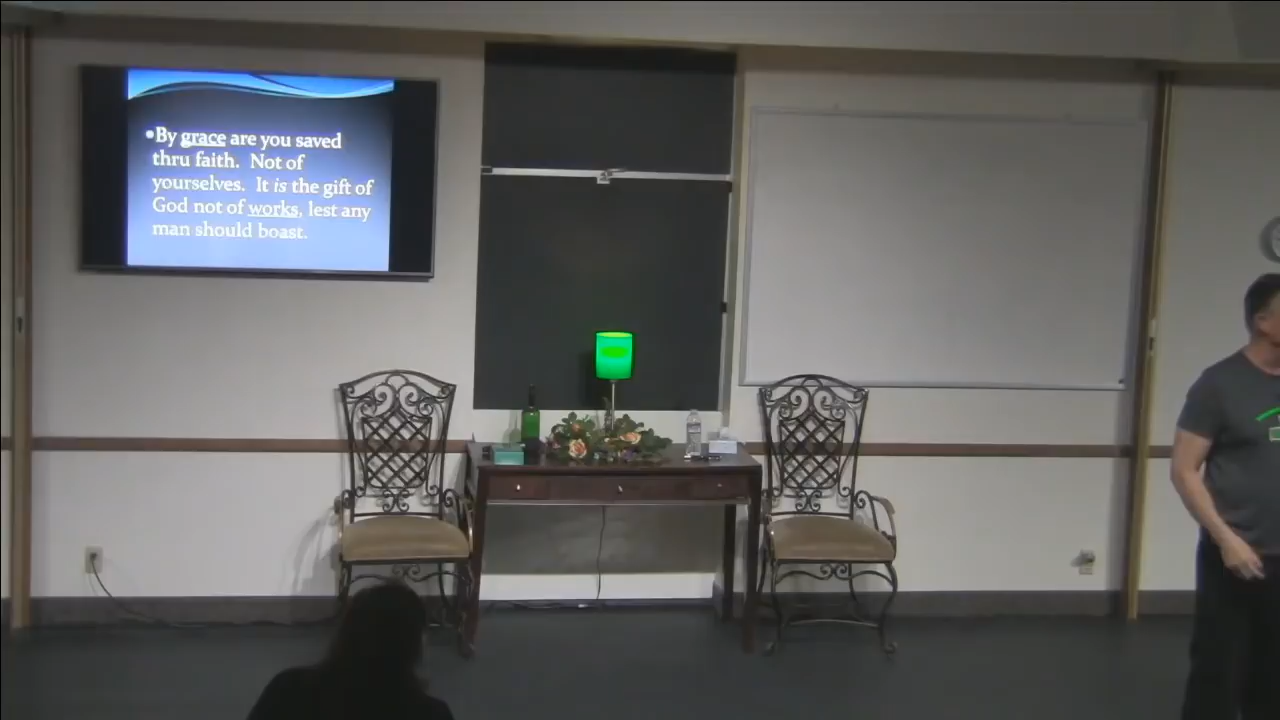 •By grace are you saved
thru faith. Not of
yourselves. It is the gift of
God not of works, lest any
man should boast.